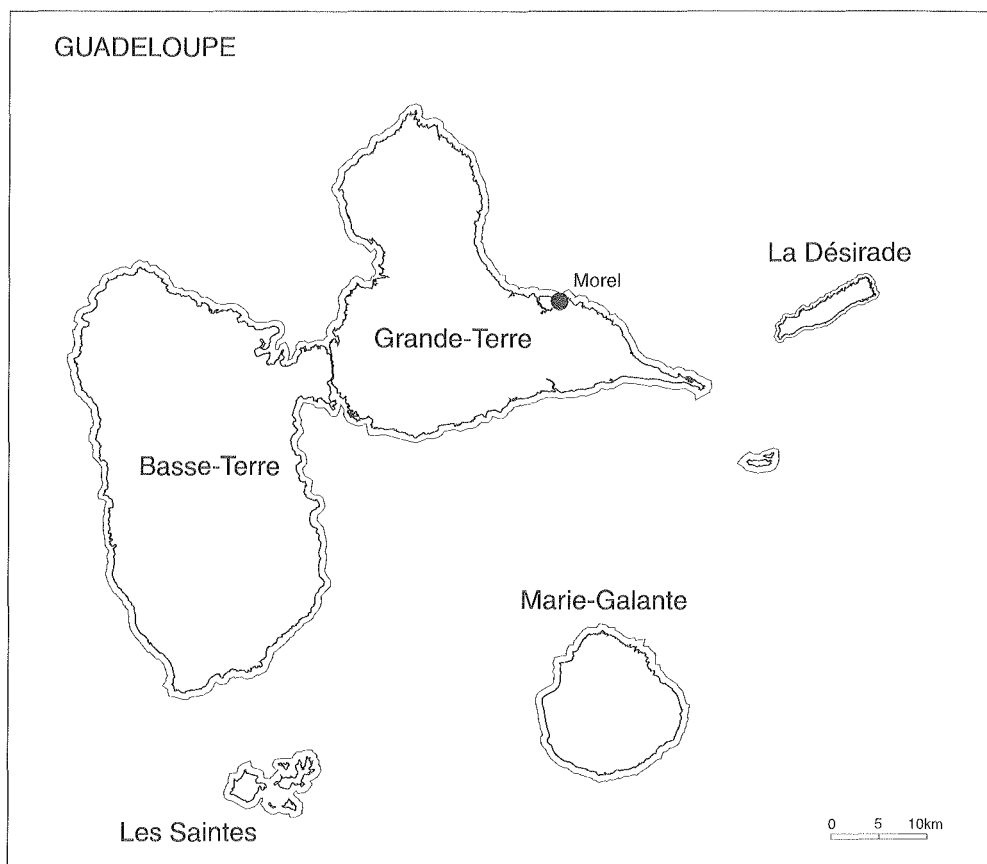 GUADELOUPE
La Désirade
Morel
Grande-Terre
Basse-Terre
Marie-Galante
Les Saintes
0 5 10km